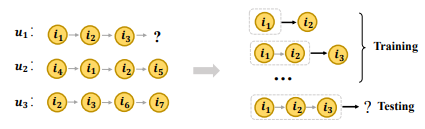 u₁: i₁ → i₂ → i₃ → ?
u₂: i₄ → i₁ → i₂ → i₅
u₃: i₂ → i₃ → i₆ → i₇
i₁ → i₂
i₁ → i₂ → i₃
Training
...
i₁ → i₂ → i₃ → ? Testing